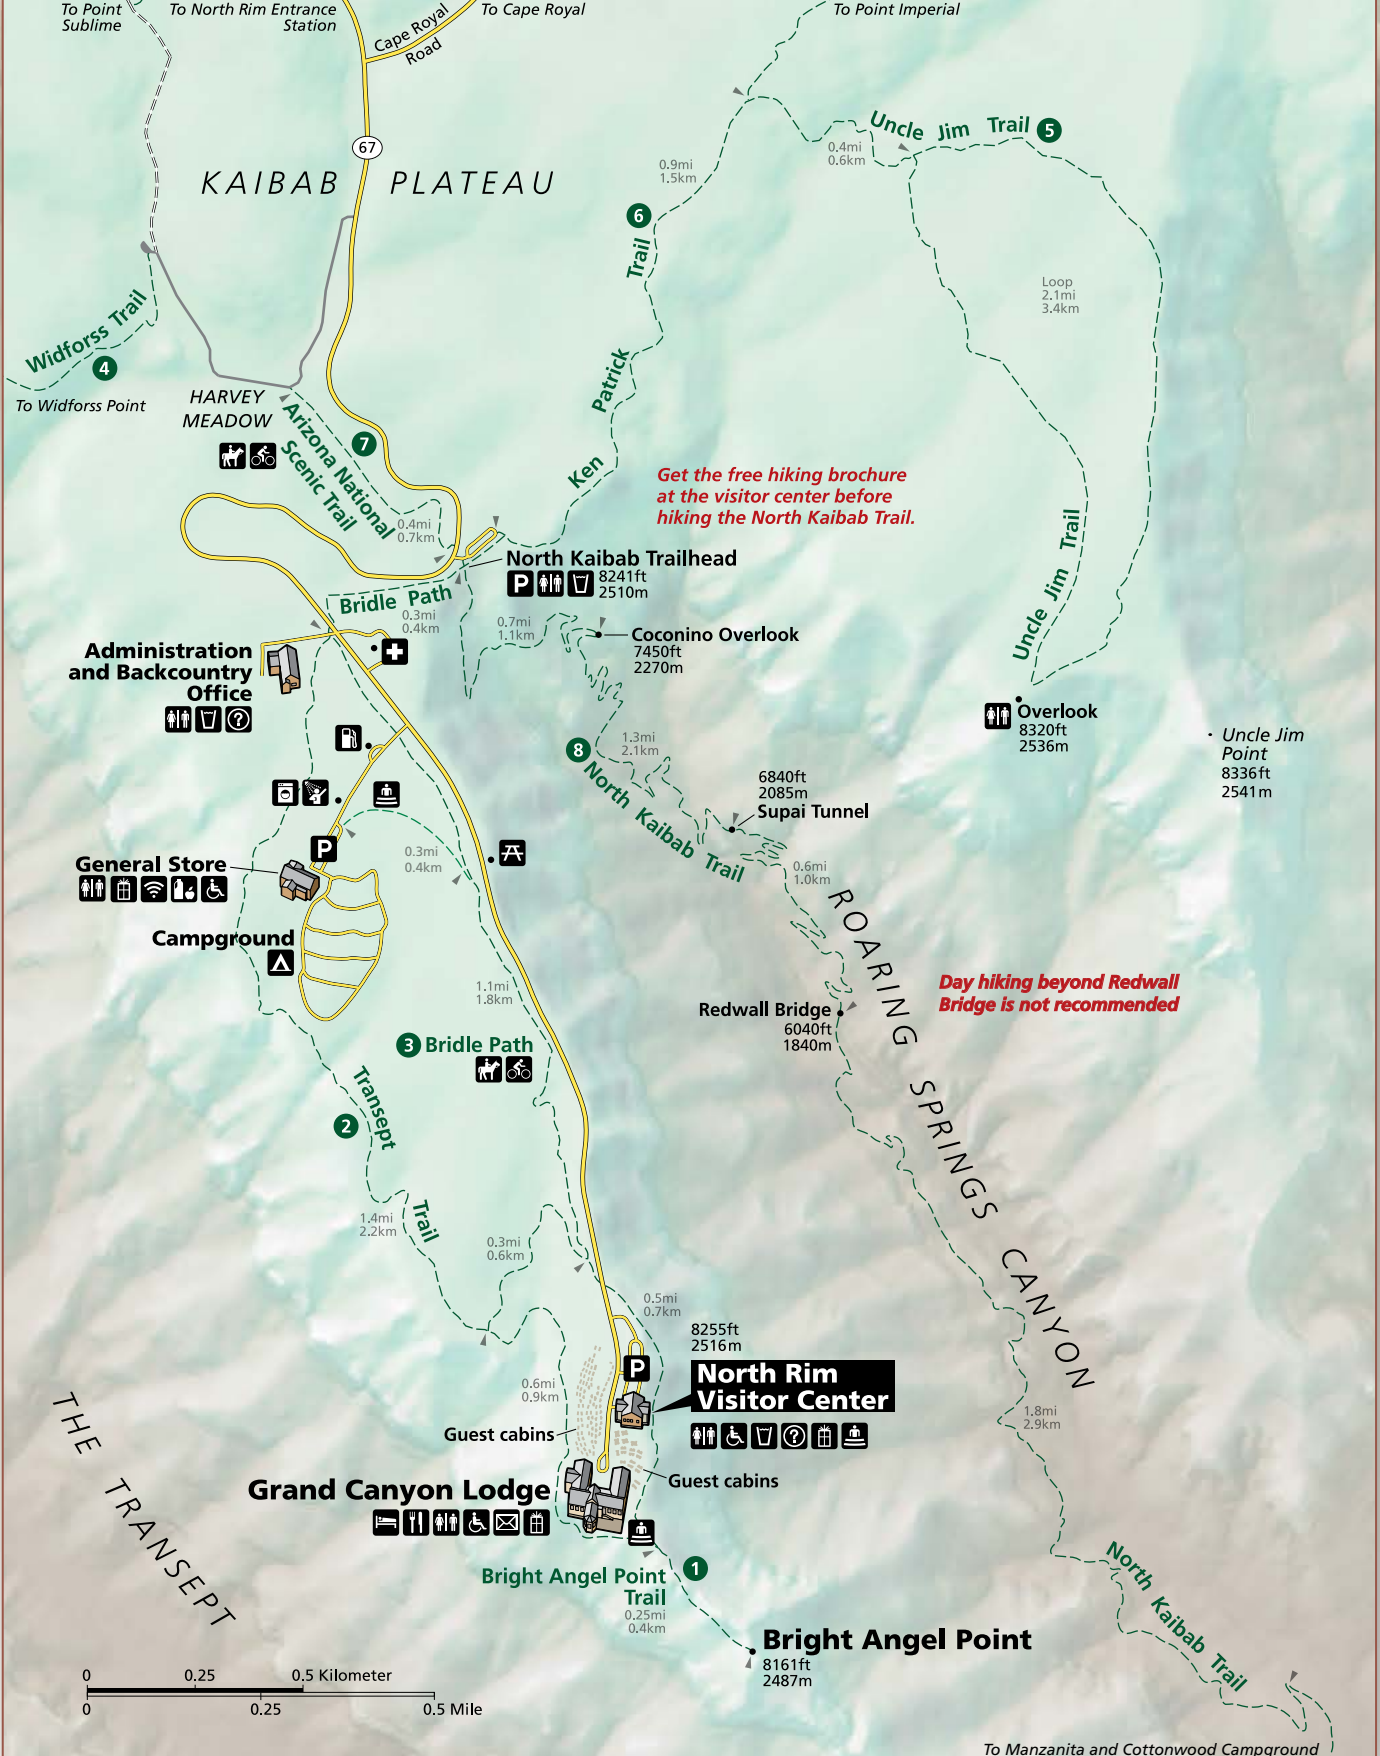 To Point
Sublime
To North Rim Entrance
Station
To Cape Royal
To Point Imperial
Cape Royal
Road
67
KAIBAB PLATEAU
Uncle Jim Trail 5
0.4mi
0.6km
0.9mi
1.5km
6
Ken Patrick Trail
Loop
2.1mi
3.4km
Widforss Trail
4
To Widforss Point
HARVEY
MEADOW
7
Arizona National
Scenic Trail
0.4mi
0.7km
Get the free hiking brochure
at the visitor center before
hiking the North Kaibab Trail.
North Kaibab Trailhead
P
8241ft
2510m
Bridle Path
0.3mi
0.4km
0.7mi
1.1km
Coconino Overlook
7450ft
2270m
Uncle Jim Trail
Administration
and Backcountry
Office
?
Overlook
8320ft
2536m
Uncle Jim
Point
8336ft
2541m
8
1.3mi
2.1km
North Kaibab Trail
6840ft
2085m
Supai Tunnel
P
General Store
0.3mi
0.4km
0.6mi
1.0km
ROARING SPRINGS CANYON
Campground
1.1mi
1.8km
Day hiking beyond Redwall
Bridge is not recommended
Redwall Bridge
6040ft
1840m
3 Bridle Path
2
Transept Trail
1.4mi
2.2km
0.3mi
0.6km
0.5mi
0.7km
8255ft
2516m
P
North Rim
Visitor Center
?
0.6mi
0.9km
Guest cabins
Guest cabins
1.8mi
2.9km
THE TRANSEPT
Grand Canyon Lodge
Bright Angel Point
Trail
1
0.25mi
0.4km
North Kaibab Trail
Bright Angel Point
8161ft
2487m
0 0.25 0.5 Kilometer
0 0.25 0.5 Mile
To Manzanita and Cottonwood Campground